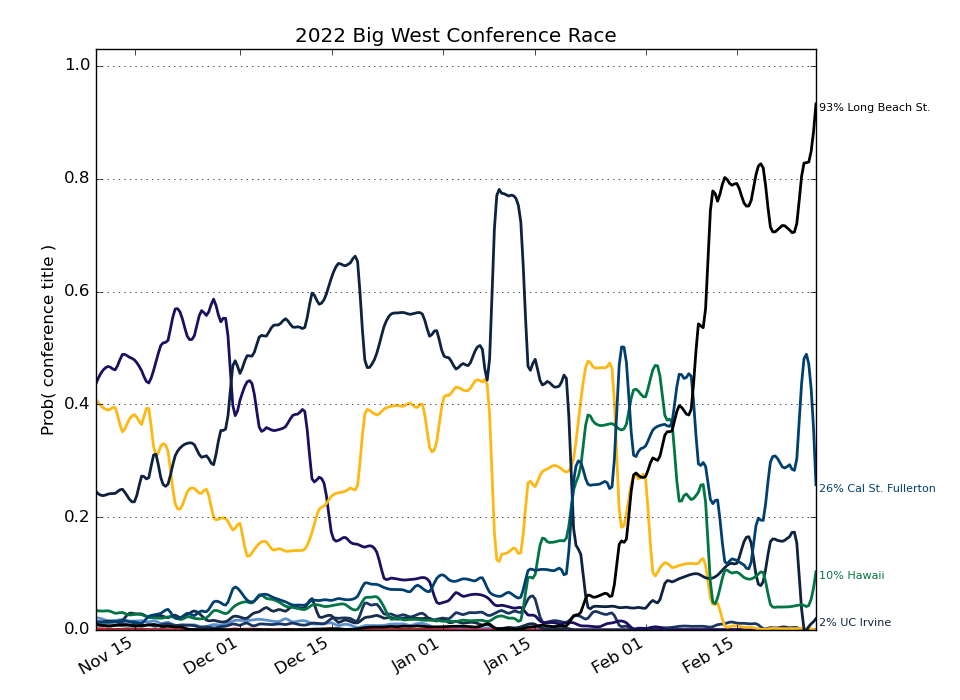 2022 Big West Conference Race
Prob( conference title )
1.0
0.8
0.6
0.4
0.2
0.0
Nov 15
Dec 01
Dec 15
Jan 01
Jan 15
Feb 01
Feb 15
93% Long Beach St.
26% Cal St. Fullerton
10% Hawaii
2% UC Irvine